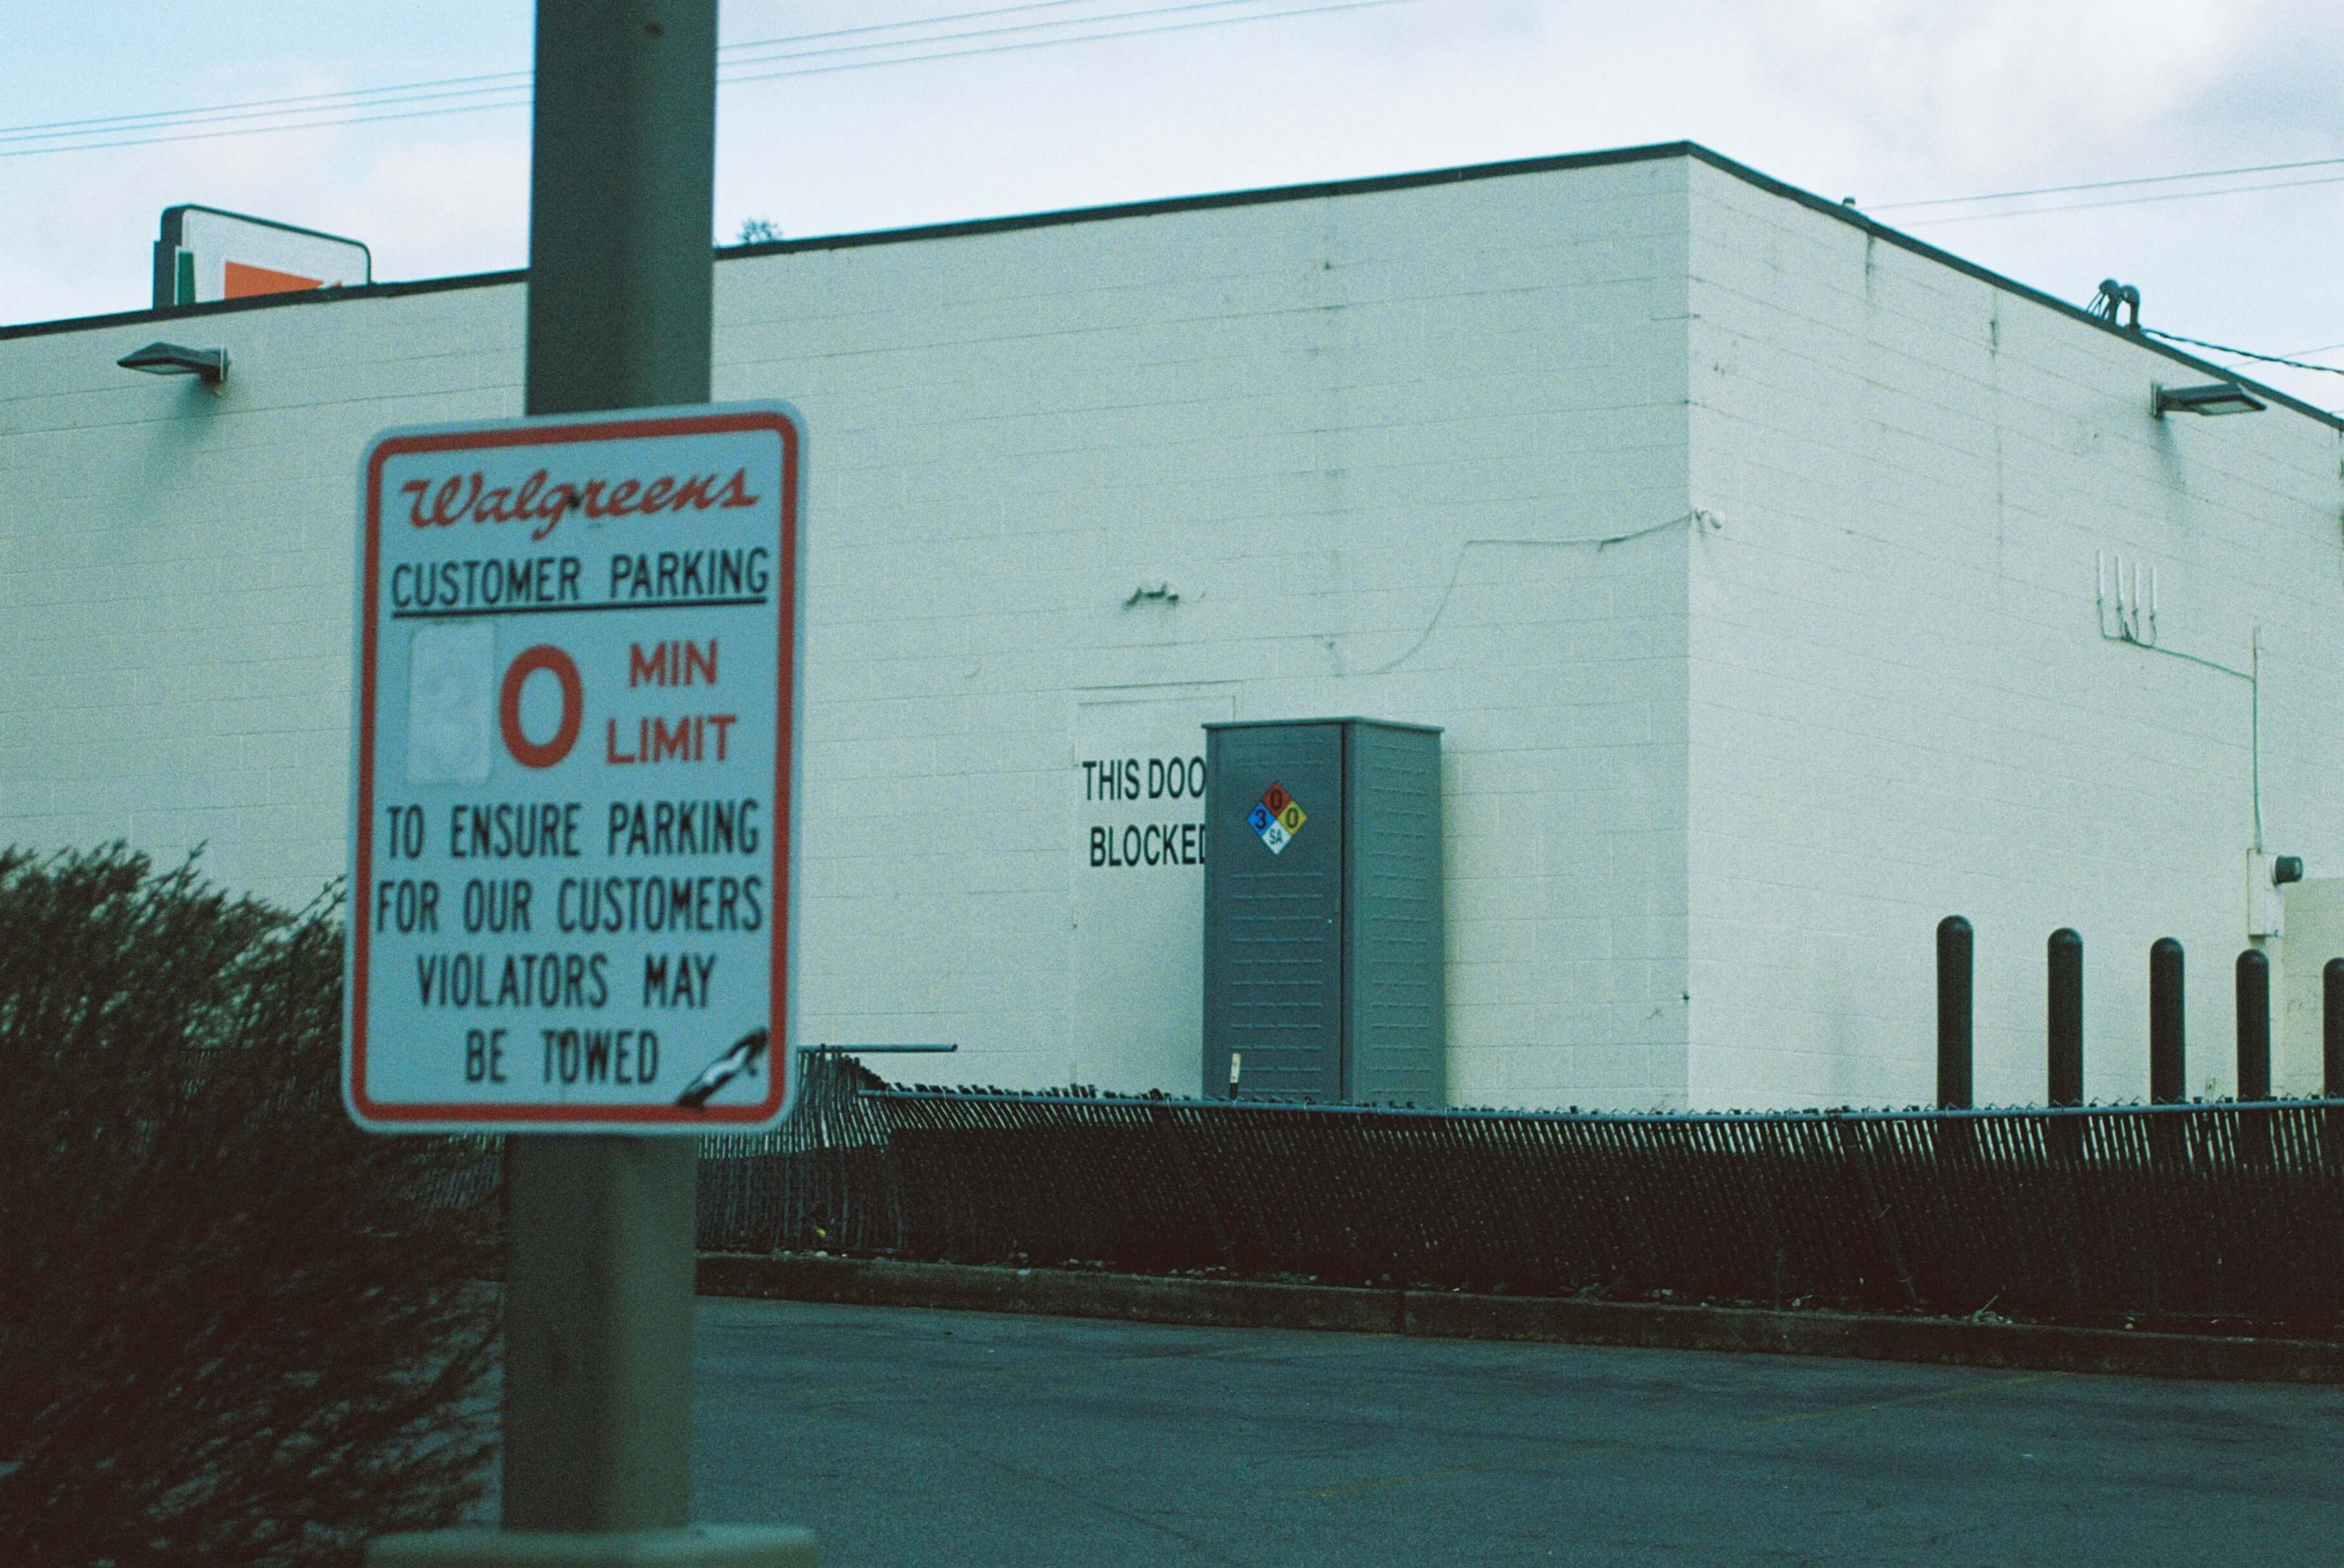 Walgreens
CUSTOMER PARKING
0 MIN
LIMIT
TO ENSURE PARKING
FOR OUR CUSTOMERS
VIOLATORS MAY
BE TOWED
THIS DOO
BLOCKED
0
3 0
SA